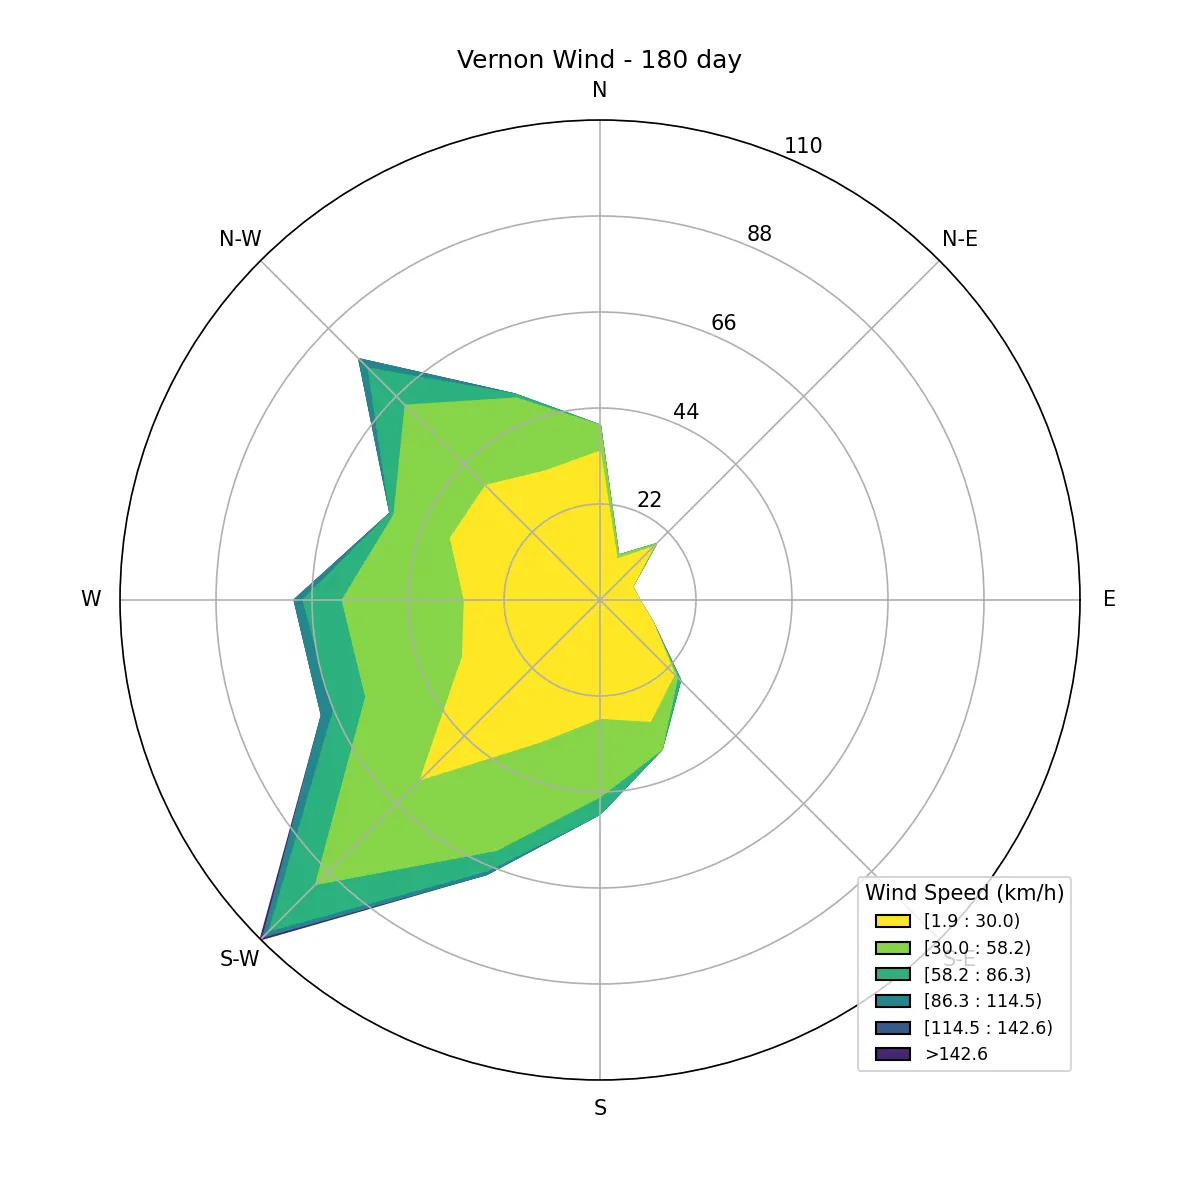 Vernon Wind - 180 day
N
110
88
N-W
N-E
66
44
22
W
E
Wind Speed (km/h)
[1.9 : 30.0)
[30.0 : 58.2)
S-W
S-E
[58.2 : 86.3)
[86.3 : 114.5)
[114.5 : 142.6)
>142.6
S